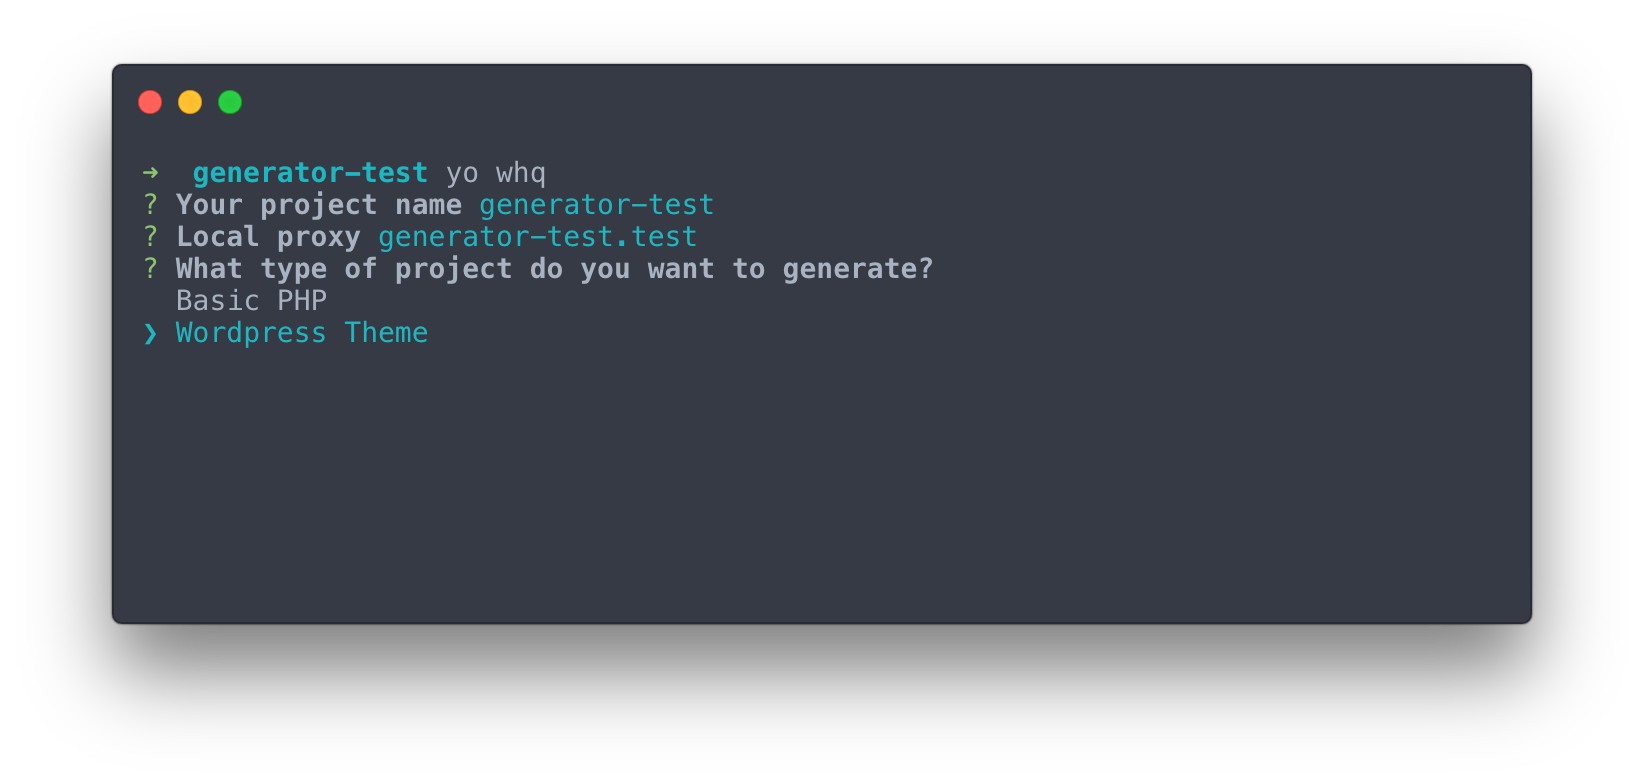 ➜  generator-test yo whq
? Your project name generator-test
? Local proxy generator-test.test
? What type of project do you want to generate?
  Basic PHP
❯ Wordpress Theme